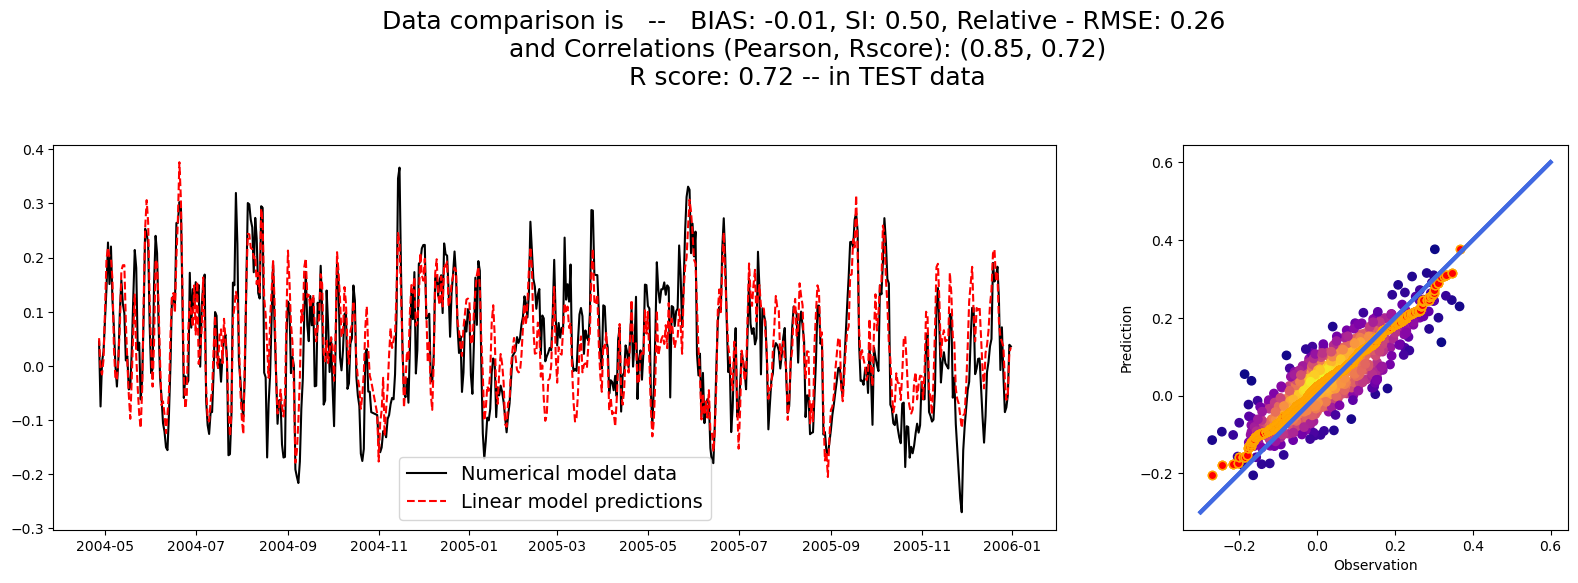 Data comparison is -- BIAS: -0.01, SI: 0.50, Relative - RMSE: 0.26
and Correlations (Pearson, Rscore): (0.85, 0.72)
R score: 0.72 -- in TEST data
0.4
0.3
0.2
0.1
0.0
−0.1
−0.2
−0.3
2004-05 2004-07 2004-09 2004-11 2005-01 2005-03 2005-05 2005-07 2005-09 2005-11 2006-01
Numerical model data
Linear model predictions
Prediction
0.6
0.4
0.2
0.0
−0.2
−0.2 0.0 0.2 0.4 0.6
Observation